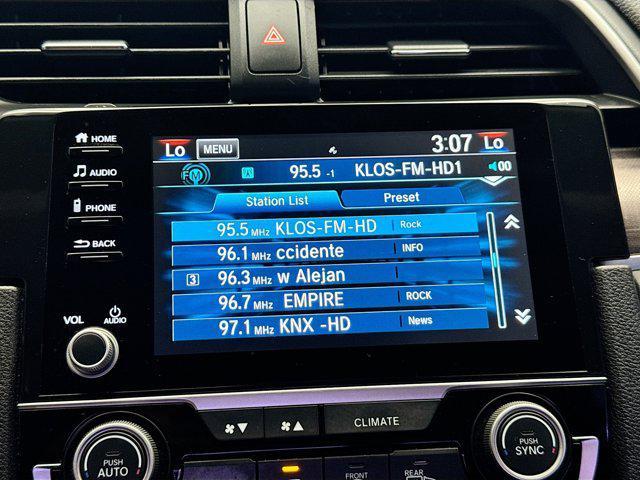 HOME
AUDIO
PHONE
BACK
VOL
AUDIO
Lo MENU 3:07 Lo
FM 95.5 -1 KLOS-FM-HD1 00
Station List Preset
95.5 MHz KLOS-FM-HD Rock
96.1 MHz ccidente INFO
3 96.3 MHz w Alejan
96.7 MHz EMPIRE ROCK
97.1 MHz KNX -HD News
CLIMATE
PUSH
AUTO
PUSH
SYNC
FRONT
REAR